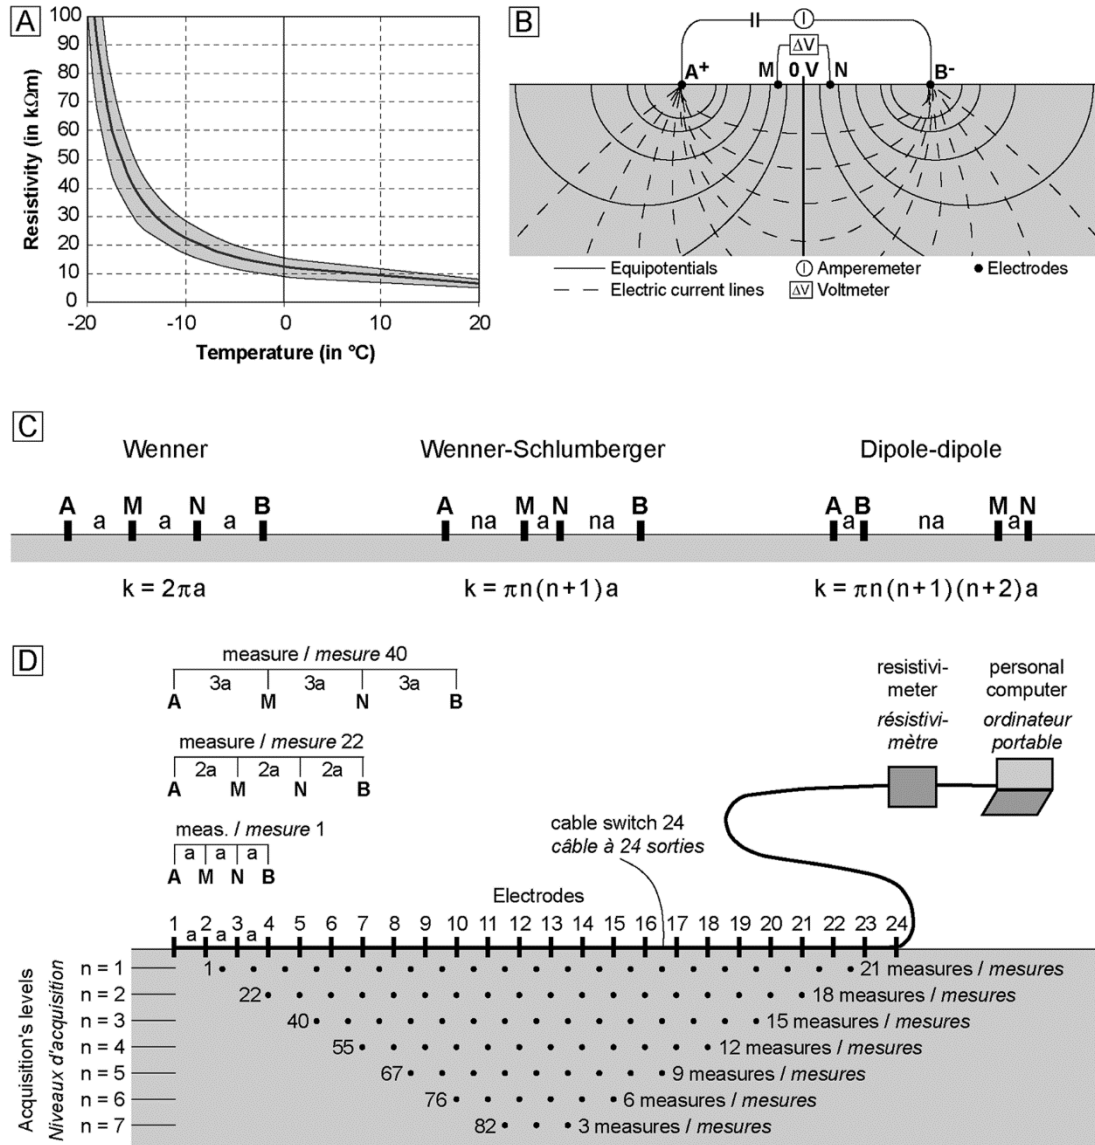 A
100
90
80
70
60
50
40
30
20
10
0
Resistivity (in kΩm)
-20 -10 0 10 20
Temperature (in °C)
B
I
ΔV
A⁺ M 0 V N B⁻
Equipotentials I Amperemeter Electrodes
Electric current lines ΔV Voltmeter
C
Wenner Wenner-Schlumberger Dipole-dipole
A M N B A M N B A B M N
a a a na a na a na a
k = 2πa k = πn(n+1)a k = πn(n+1)(n+2)a
D
measure / mesure 40
3a 3a 3a
A M N B
measure / mesure 22
2a 2a 2a
A M N B
meas. / mesure 1
a a a
A M N B
resistivi-
meter
résistivi-
mètre
personal
computer
ordinateur
portable
cable switch 24
câble à 24 sorties
Electrodes
1 2 3 4 5 6 7 8 9 10 11 12 13 14 15 16 17 18 19 20 21 22 23 24
a a a
Acquisition's levels
Niveaux d'acquisition
n = 1 1 21 measures / mesures
n = 2 22 18 measures / mesures
n = 3 40 15 measures / mesures
n = 4 55 12 measures / mesures
n = 5 67 9 measures / mesures
n = 6 76 6 measures / mesures
n = 7 82 3 measures / mesures